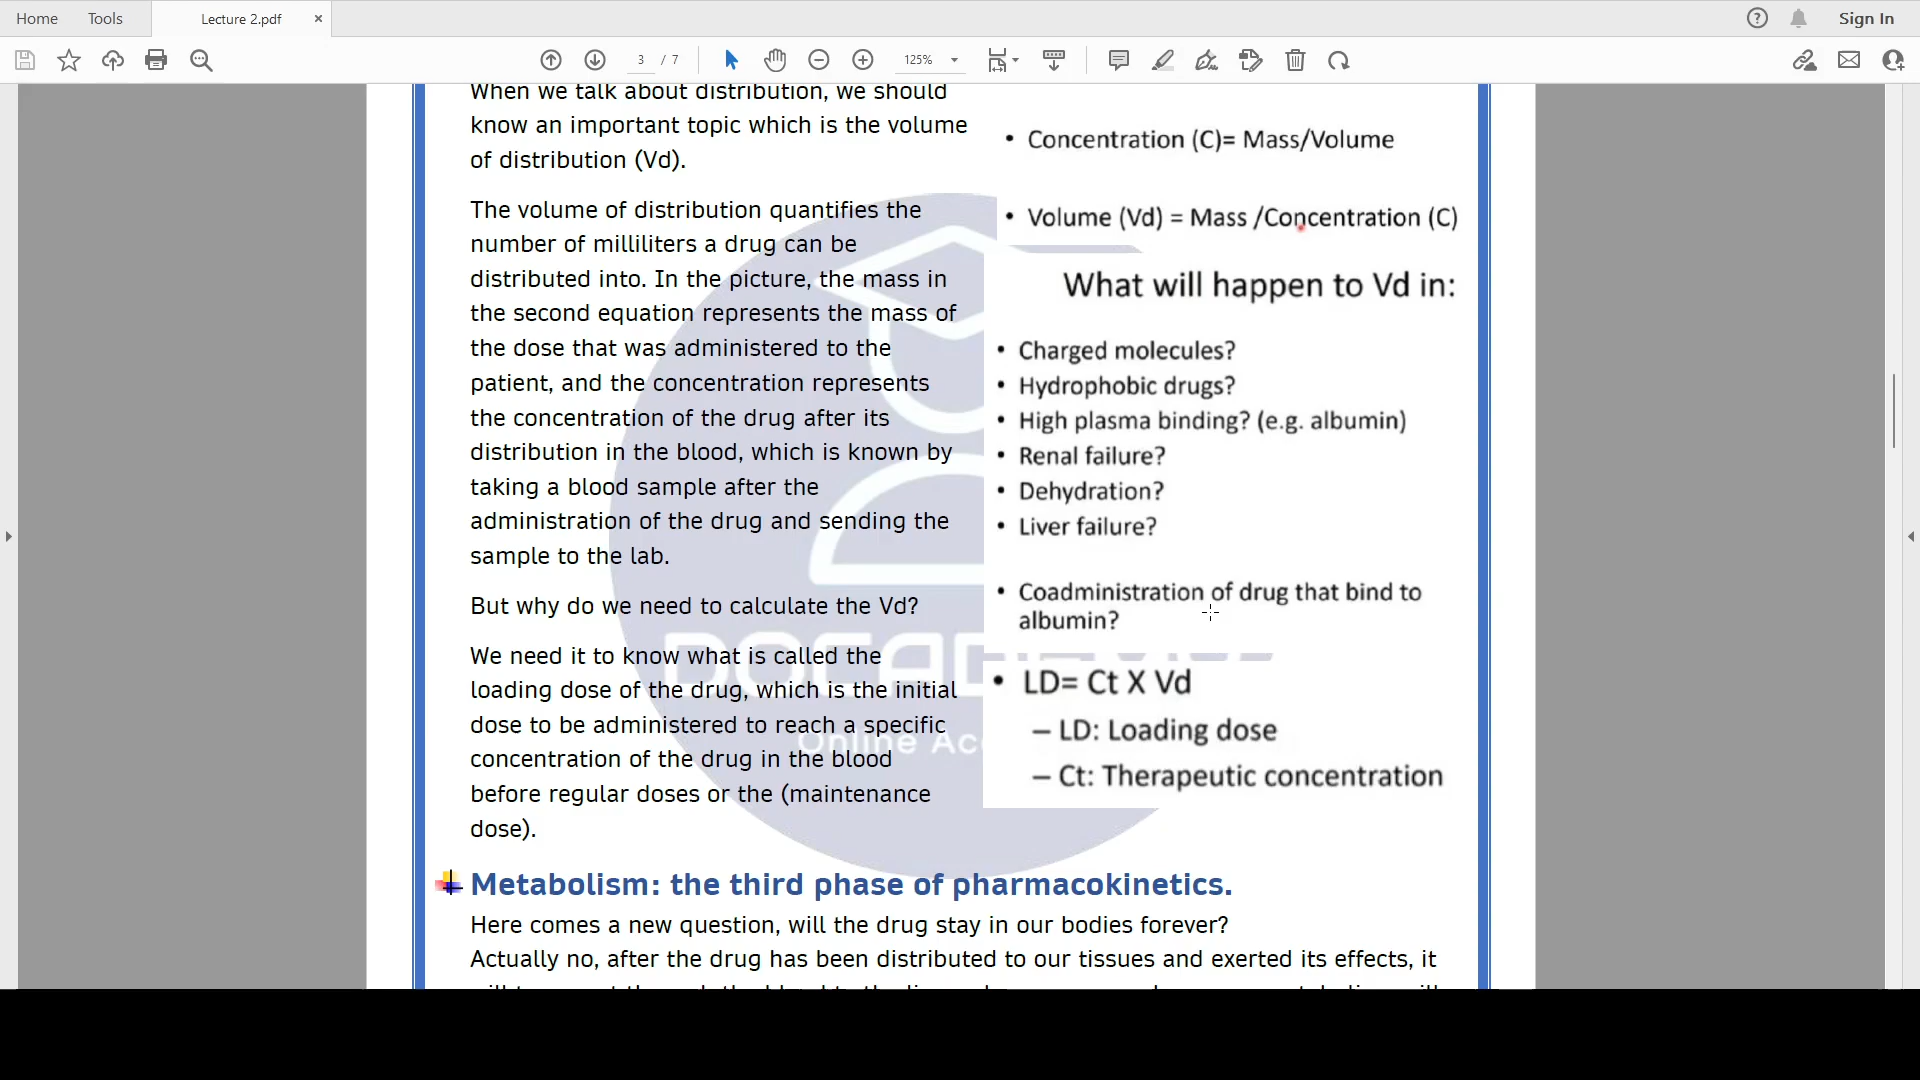 Home Tools Lecture 2.pdf × Sign In
3 / 7 125%
When we talk about distribution, we should
know an important topic which is the volume
of distribution (Vd).
The volume of distribution quantifies the
number of milliliters a drug can be
distributed into. In the picture, the mass in
the second equation represents the mass of
the dose that was administered to the
patient, and the concentration represents
the concentration of the drug after its
distribution in the blood, which is known by
taking a blood sample after the
administration of the drug and sending the
sample to the lab.
But why do we need to calculate the Vd?
We need it to know what is called the
loading dose of the drug, which is the initial
dose to be administered to reach a specific
concentration of the drug in the blood
before regular doses or the (maintenance
dose).
• Concentration (C)= Mass/Volume
• Volume (Vd) = Mass /Concentration (C)
What will happen to Vd in:
• Charged molecules?
• Hydrophobic drugs?
• High plasma binding? (e.g. albumin)
• Renal failure?
• Dehydration?
• Liver failure?
• Coadministration of drug that bind to
albumin?
• LD= Ct X Vd
– LD: Loading dose
– Ct: Therapeutic concentration
Online
Metabolism: the third phase of pharmacokinetics.
Here comes a new question, will the drug stay in our bodies forever?
Actually no, after the drug has been distributed to our tissues and exerted its effects, it